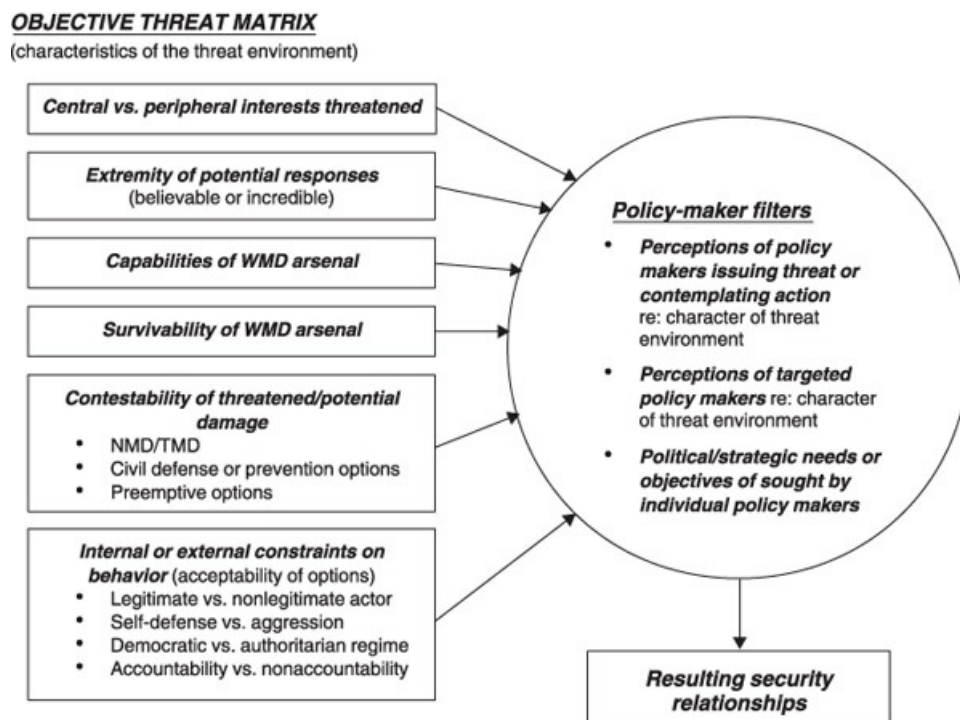 OBJECTIVE THREAT MATRIX
(characteristics of the threat environment)
Central vs. peripheral interests threatened
Extremity of potential responses
(believable or incredible)
Capabilities of WMD arsenal
Survivability of WMD arsenal
Contestability of threatened/potential
damage
• NMD/TMD
• Civil defense or prevention options
• Preemptive options
Internal or external constraints on
behavior (acceptability of options)
• Legitimate vs. nonlegitimate actor
• Self-defense vs. aggression
• Democratic vs. authoritarian regime
• Accountability vs. nonaccountability
Policy-maker filters
• Perceptions of policy
makers issuing threat or
contemplating action
re: character of threat
environment
• Perceptions of targeted
policy makers re: character
of threat environment
• Political/strategic needs or
objectives of sought by
individual policy makers
Resulting security
relationships